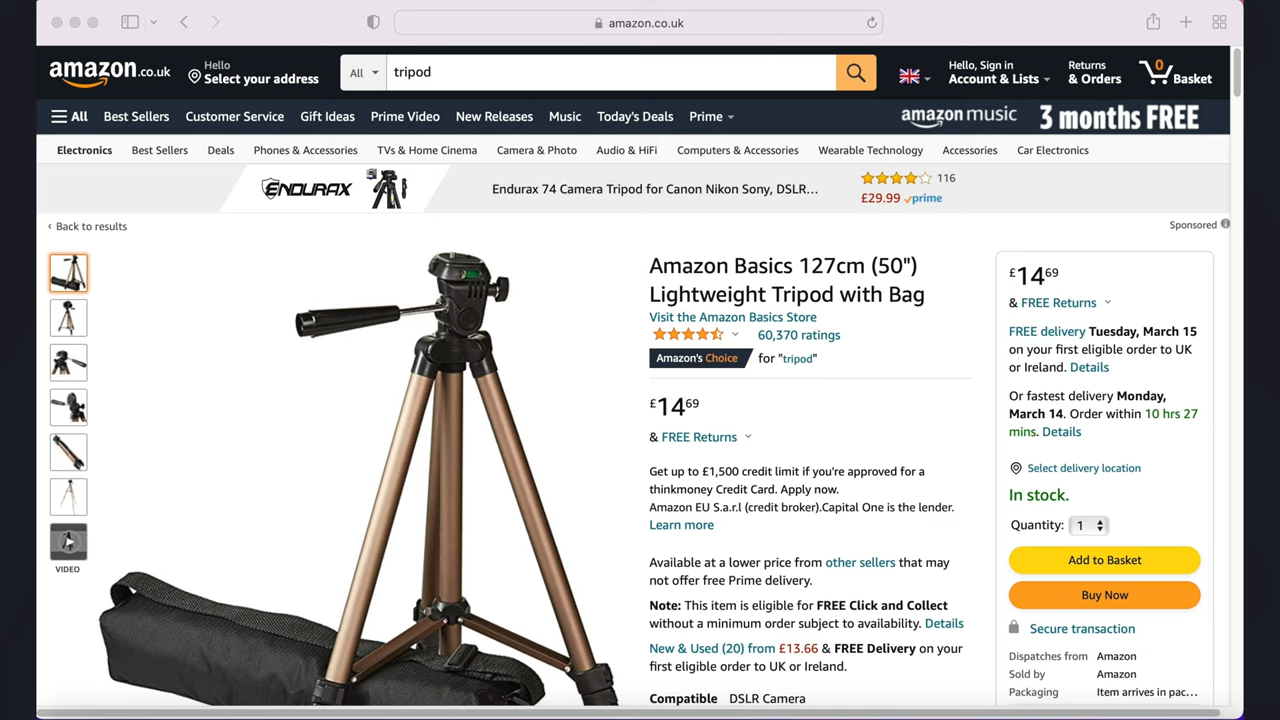 amazon.co.uk
amazon.co.uk
Hello
Select your address
All
tripod
Hello, Sign in
Account & Lists
Returns
& Orders
0
Basket
All
Best Sellers
Customer Service
Gift Ideas
Prime Video
New Releases
Music
Today's Deals
Prime
amazon music
3 months FREE
Electronics
Best Sellers
Deals
Phones & Accessories
TVs & Home Cinema
Camera & Photo
Audio & HiFi
Computers & Accessories
Wearable Technology
Accessories
Car Electronics
ENDURAX
Endurax 74 Camera Tripod for Canon Nikon Sony, DSLR…
116
£29.99 prime
‹ Back to results
Sponsored
VIDEO
Amazon Basics 127cm (50")
Lightweight Tripod with Bag
Visit the Amazon Basics Store
60,370 ratings
Amazon's Choice for "tripod"
£1469
& FREE Returns
Get up to £1,500 credit limit if you're approved for a
thinkmoney Credit Card. Apply now.
Amazon EU S.a.r.l (credit broker).Capital One is the lender.
Learn more
Available at a lower price from other sellers that may
not offer free Prime delivery.
Note: This item is eligible for FREE Click and Collect
without a minimum order subject to availability. Details
New & Used (20) from £13.66 & FREE Delivery on your
first eligible order to UK or Ireland.
Compatible DSLR Camera
£1469
& FREE Returns
FREE delivery Tuesday, March 15
on your first eligible order to UK
or Ireland. Details
Or fastest delivery Monday,
March 14. Order within 10 hrs 27
mins. Details
Select delivery location
In stock.
Quantity: 1
Add to Basket
Buy Now
Secure transaction
Dispatches from Amazon
Sold by Amazon
Packaging Item arrives in pac...